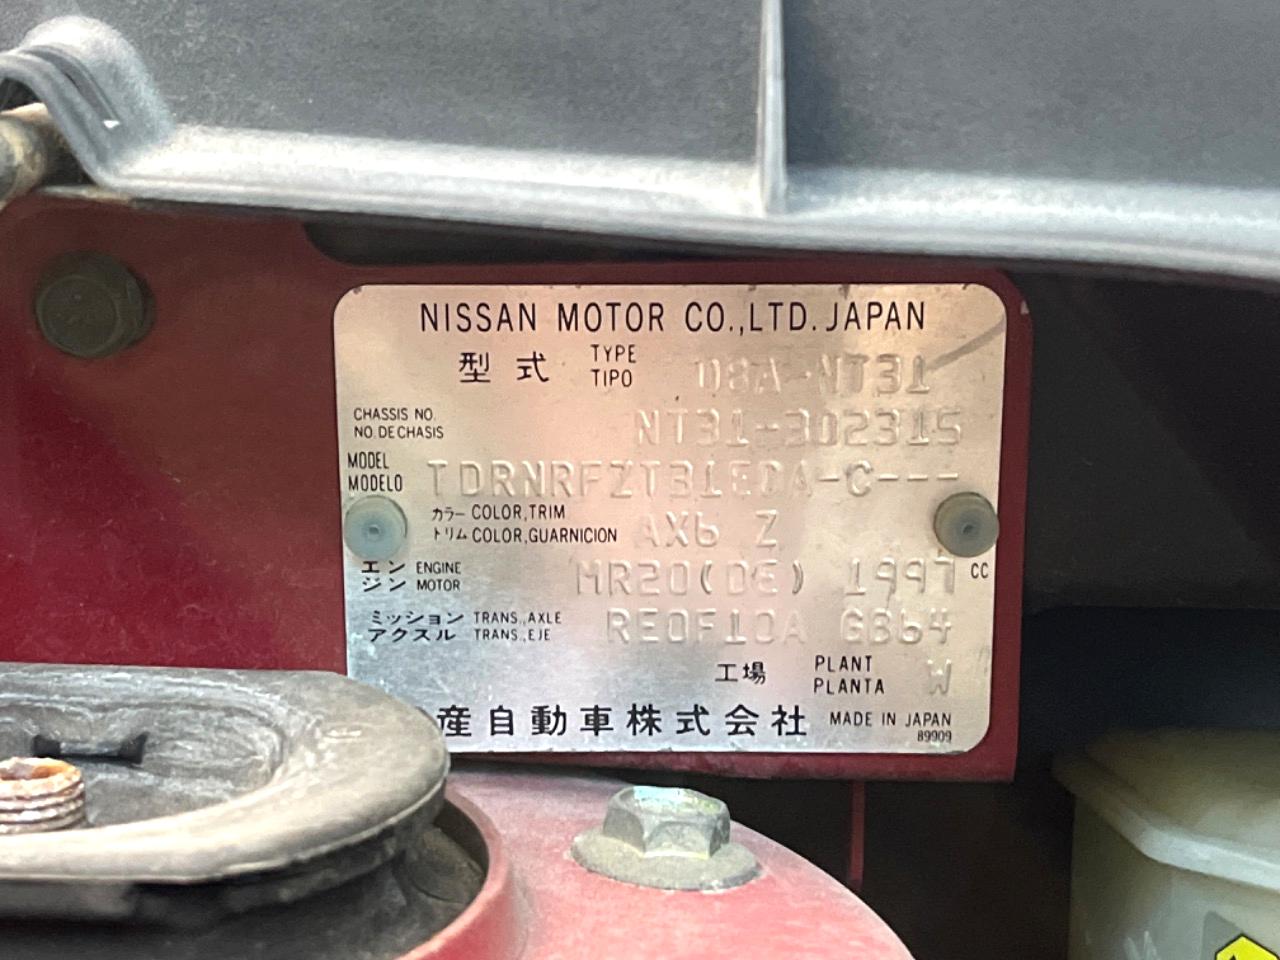 NISSAN MOTOR CO.,LTD. JAPAN
型式 TYPE TIPO DBA-NT31
CHASSIS NO. NO. DE CHASIS NT31-302315
MODEL MODELO TDRNRFZT31EDA-C---
カラー COLOR,TRIM
トリム COLOR,GUARNICION AX6 Z
エン ENGINE
ジン MOTOR MR20(DE) 1997 CC
ミッション TRANS.,AXLE
アクスル TRANS.,EJE RE0F10A GB64
工場 PLANT PLANTA W
産自動車株式会社 MADE IN JAPAN
89909